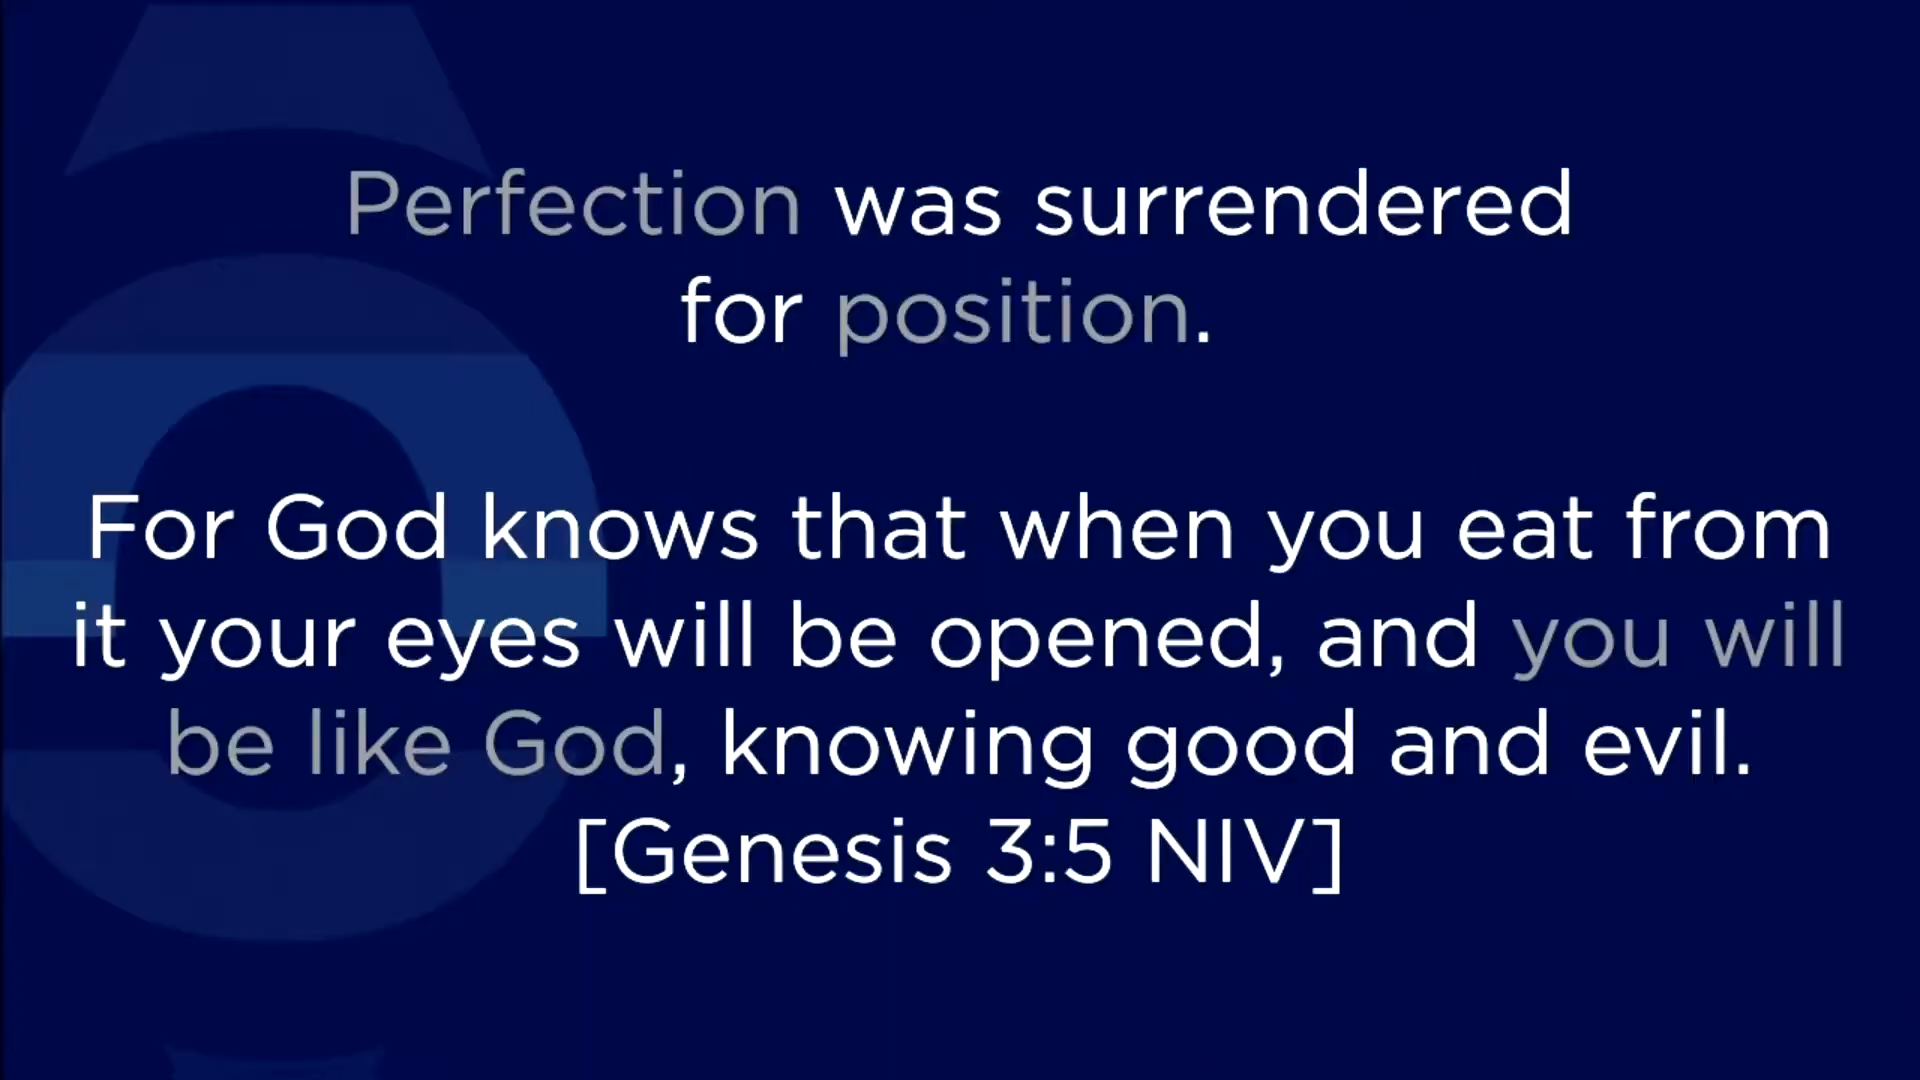 Perfection was surrendered
for position.
For God knows that when you eat from
it your eyes will be opened, and you will
be like God, knowing good and evil.
[Genesis 3:5 NIV]